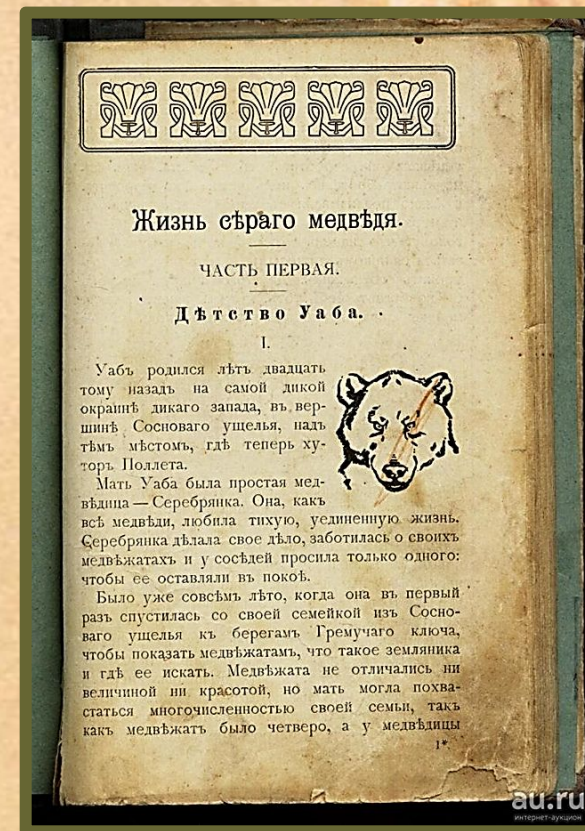 Жизнь сѣраго медвѣдя.
ЧАСТЬ ПЕРВАЯ.
Дѣтство Уаба.
I.
Уабъ родился лѣтъ двадцать
тому назадъ на самой дикой
окраинѣ дикаго запада, въ вер-
шинѣ Сосноваго ущелья, надъ
тѣмъ мѣстомъ, гдѣ теперь ху-
торъ Поллета.
Мать Уаба была простая мед-
вѣдица — Серебрянка. Она, какъ
всѣ медвѣди, любила тихую, уединенную жизнь.
Серебрянка дѣлала свое дѣло, заботилась о своихъ
медвѣжатахъ и у сосѣдей просила только одного:
чтобы ее оставляли въ покоѣ.
Было уже совсѣмъ лѣто, когда она въ первый
разъ спустилась со своей семейкой изъ Сосно-
ваго ущелья къ берегамъ Гремучаго ключа,
чтобы показать медвѣжатамъ, что такое земляника
и гдѣ ее искать. Медвѣжата не отличались ни
величиной ни красотой, но мать могла похва-
статься многочисленностью своей семьи, такъ
какъ медвѣжатъ было четверо, а у медвѣдицы
1*
au.ru
интернет-аукцион